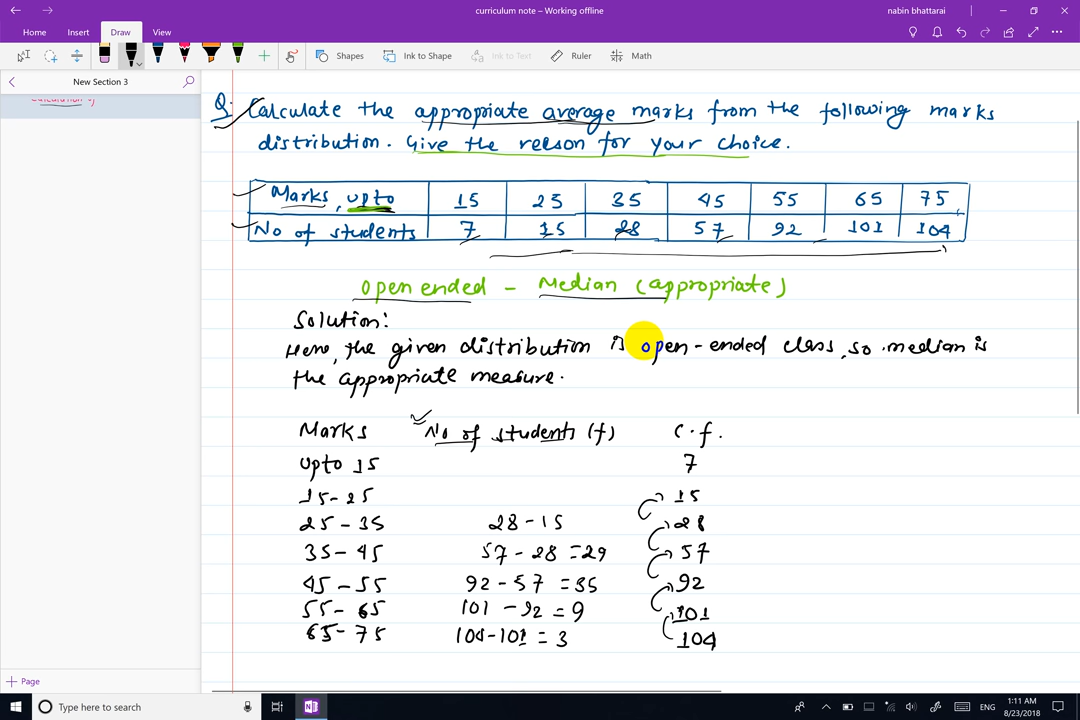 curriculum note – Working offline
nabin bhattarai
Home Insert Draw View
Shapes Ink to Shape Ink to Text Ruler Math
New Section 3
Q. Calculate the appropriate average marks from the following marks
distribution. Give the reason for your choice.
Marks, upto 15 25 35 45 55 65 75
No of students 7 15 28 57 92 101 104
open ended - Median (appropriate)
Solution:
Here, the given distribution is open-ended class, so median is
the appropriate measure.
Marks No of students (f) c.f.
Upto 15 7
15-25 15
25-35 28-15 28
35-45 57-28=29 57
45-55 92-57=35 92
55-65 101-92=9 101
65-75 104-101=3 104
+ Page
Type here to search
ENG
1:11 AM
8/23/2018